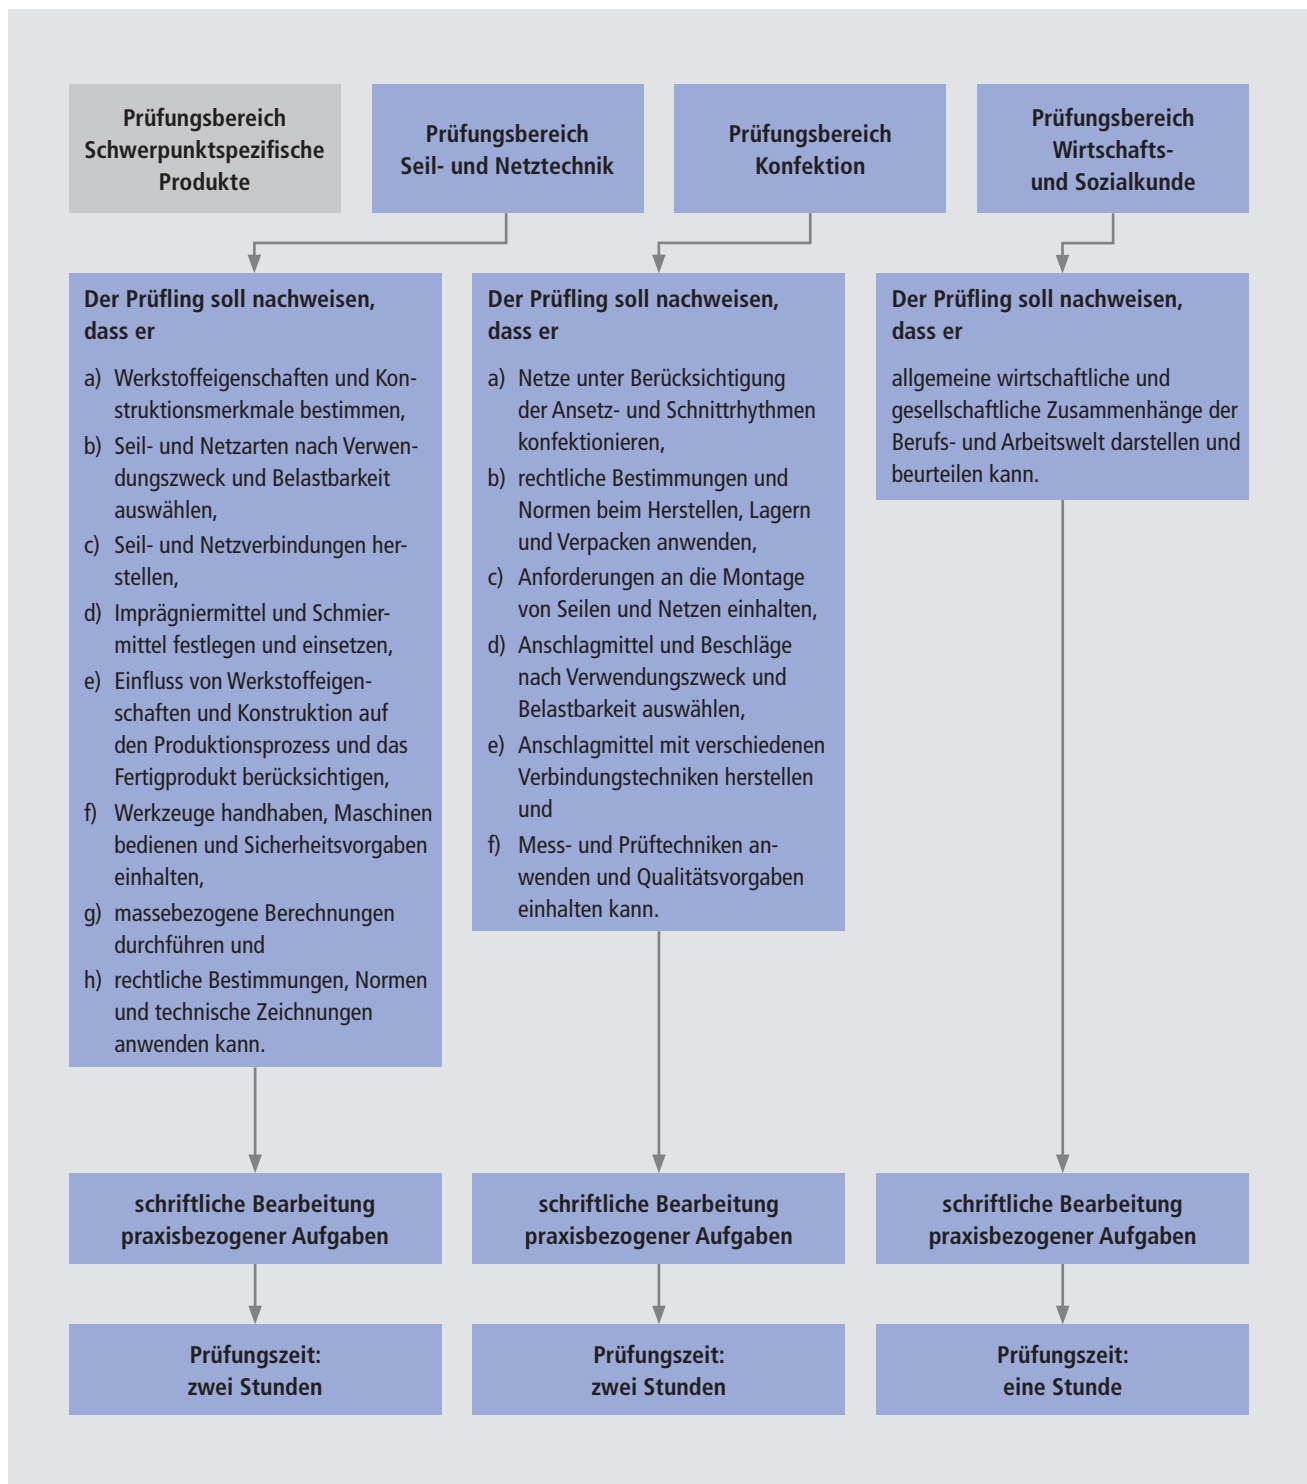 Prüfungsbereich
Schwerpunktspezifische
Produkte
Prüfungsbereich
Seil- und Netztechnik
Prüfungsbereich
Konfektion
Prüfungsbereich
Wirtschafts-
und Sozialkunde
Der Prüfling soll nachweisen,
dass er
a) Werkstoffeigenschaften und Kon-
struktionsmerkmale bestimmen,
b) Seil- und Netzarten nach Verwen-
dungszweck und Belastbarkeit
auswählen,
c) Seil- und Netzverbindungen her-
stellen,
d) Imprägniermittel und Schmier-
mittel festlegen und einsetzen,
e) Einfluss von Werkstoffeigen-
schaften und Konstruktion auf
den Produktionsprozess und das
Fertigprodukt berücksichtigen,
f) Werkzeuge handhaben, Maschinen
bedienen und Sicherheitsvorgaben
einhalten,
g) massebezogene Berechnungen
durchführen und
h) rechtliche Bestimmungen, Normen
und technische Zeichnungen
anwenden kann.
schriftliche Bearbeitung
praxisbezogener Aufgaben
Prüfungszeit:
zwei Stunden
Der Prüfling soll nachweisen,
dass er
a) Netze unter Berücksichtigung
der Ansetz- und Schnittrhythmen
konfektionieren,
b) rechtliche Bestimmungen und
Normen beim Herstellen, Lagern
und Verpacken anwenden,
c) Anforderungen an die Montage
von Seilen und Netzen einhalten,
d) Anschlagmittel und Beschläge
nach Verwendungszweck und
Belastbarkeit auswählen,
e) Anschlagmittel mit verschiedenen
Verbindungstechniken herstellen
und
f) Mess- und Prüftechniken an-
wenden und Qualitätsvorgaben
einhalten kann.
schriftliche Bearbeitung
praxisbezogener Aufgaben
Prüfungszeit:
zwei Stunden
Der Prüfling soll nachweisen,
dass er
allgemeine wirtschaftliche und
gesellschaftliche Zusammenhänge der
Berufs- und Arbeitswelt darstellen und
beurteilen kann.
schriftliche Bearbeitung
praxisbezogener Aufgaben
Prüfungszeit:
eine Stunde